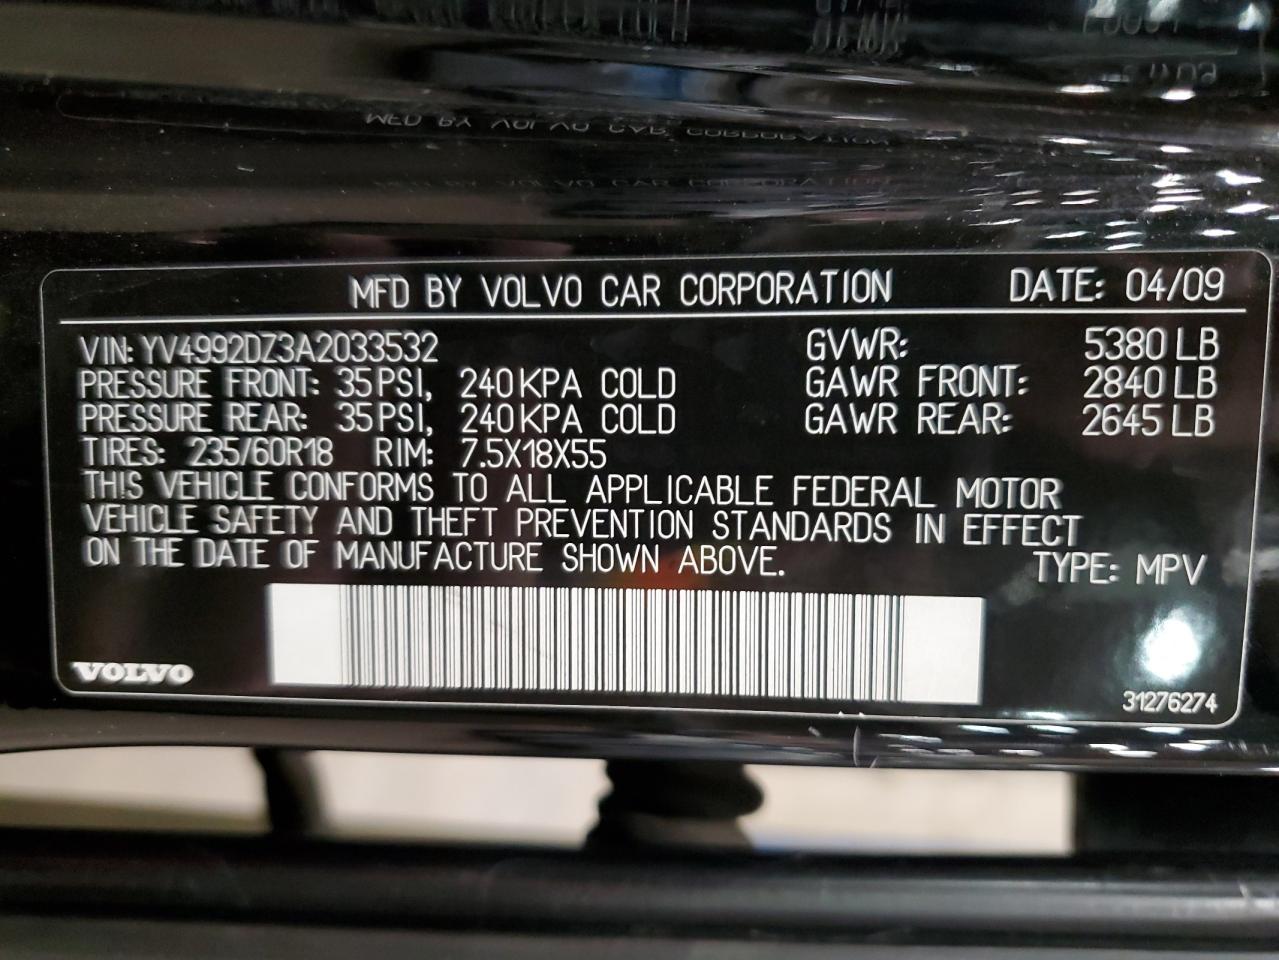 MFD BY VOLVO CAR CORPORATION DATE: 04/09
VIN: YV4992DZ3A2033532 GVWR: 5380 LB
PRESSURE FRONT: 35 PSI, 240 KPA COLD GAWR FRONT: 2840 LB
PRESSURE REAR: 35 PSI, 240 KPA COLD GAWR REAR: 2645 LB
TIRES: 235/60R18 RIM: 7.5X18X55
THIS VEHICLE CONFORMS TO ALL APPLICABLE FEDERAL MOTOR
VEHICLE SAFETY AND THEFT PREVENTION STANDARDS IN EFFECT
ON THE DATE OF MANUFACTURE SHOWN ABOVE. TYPE: MPV
VOLVO
31276274